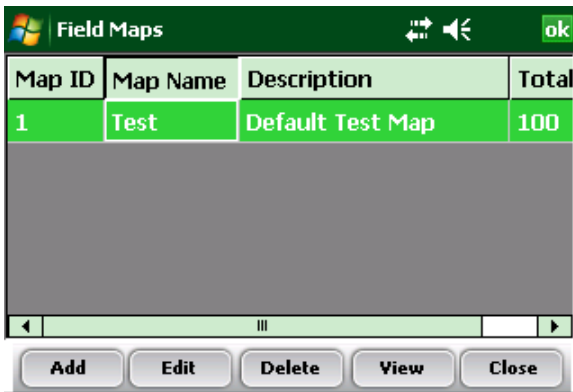 Field Maps ok
Map ID Map Name Description Total
1 Test Default Test Map 100
Add Edit Delete View Close